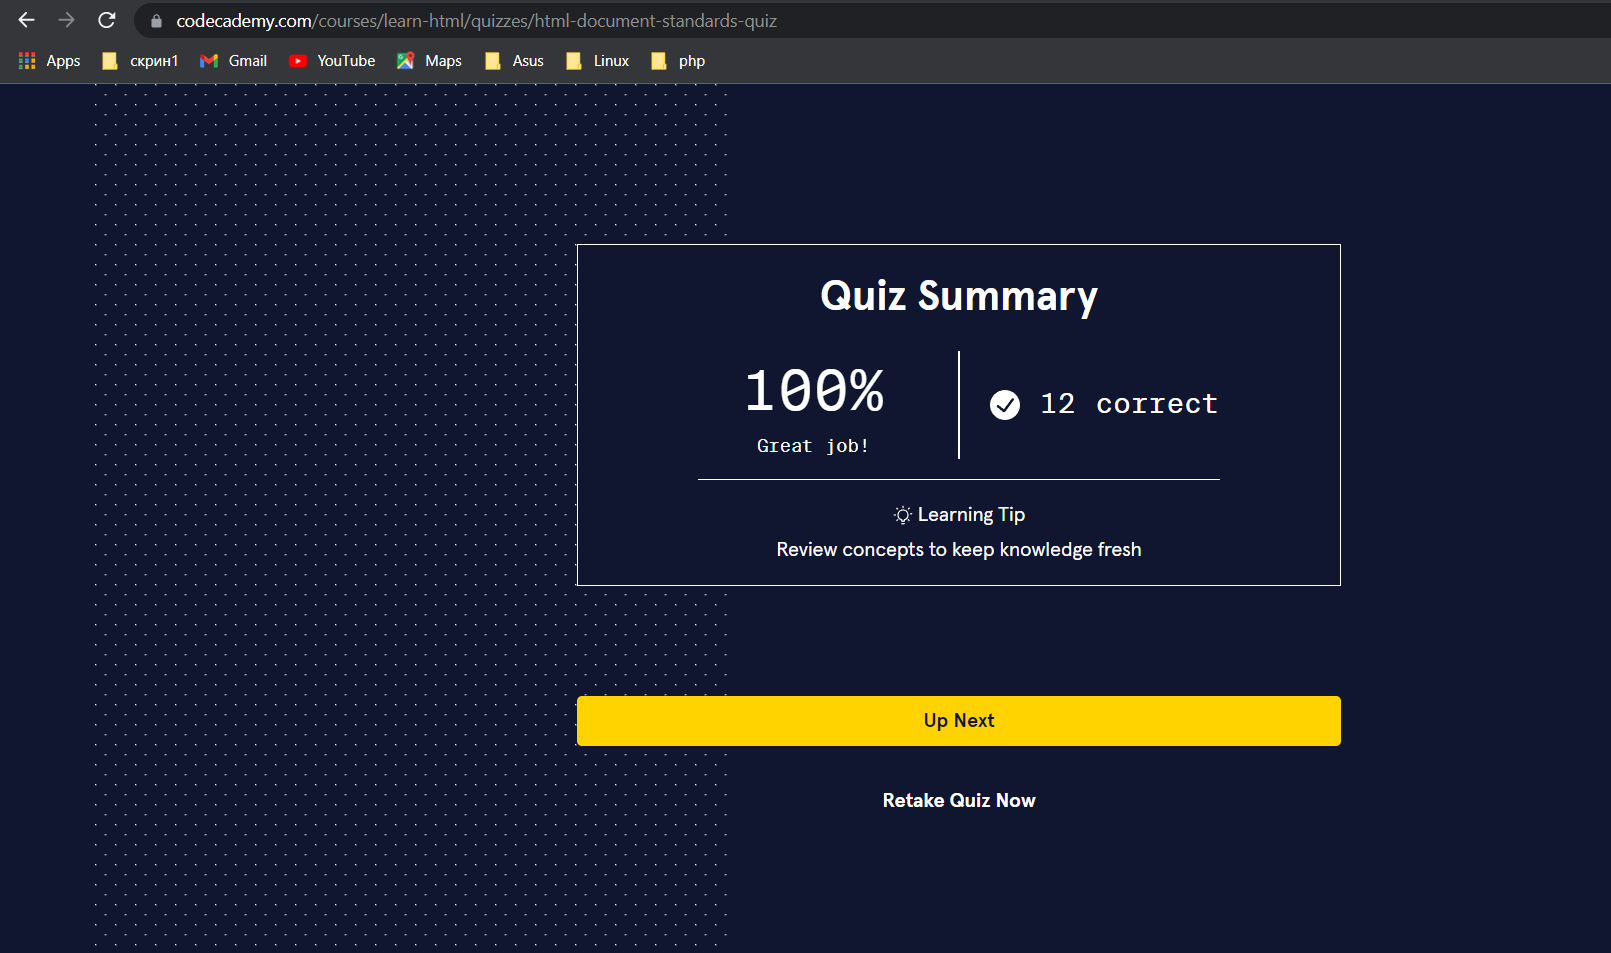 codecademy.com/courses/learn-html/quizzes/html-document-standards-quiz
Apps скрин1 Gmail YouTube Maps Asus Linux php
Quiz Summary
100%
Great job!
12 correct
Learning Tip
Review concepts to keep knowledge fresh
Up Next
Retake Quiz Now